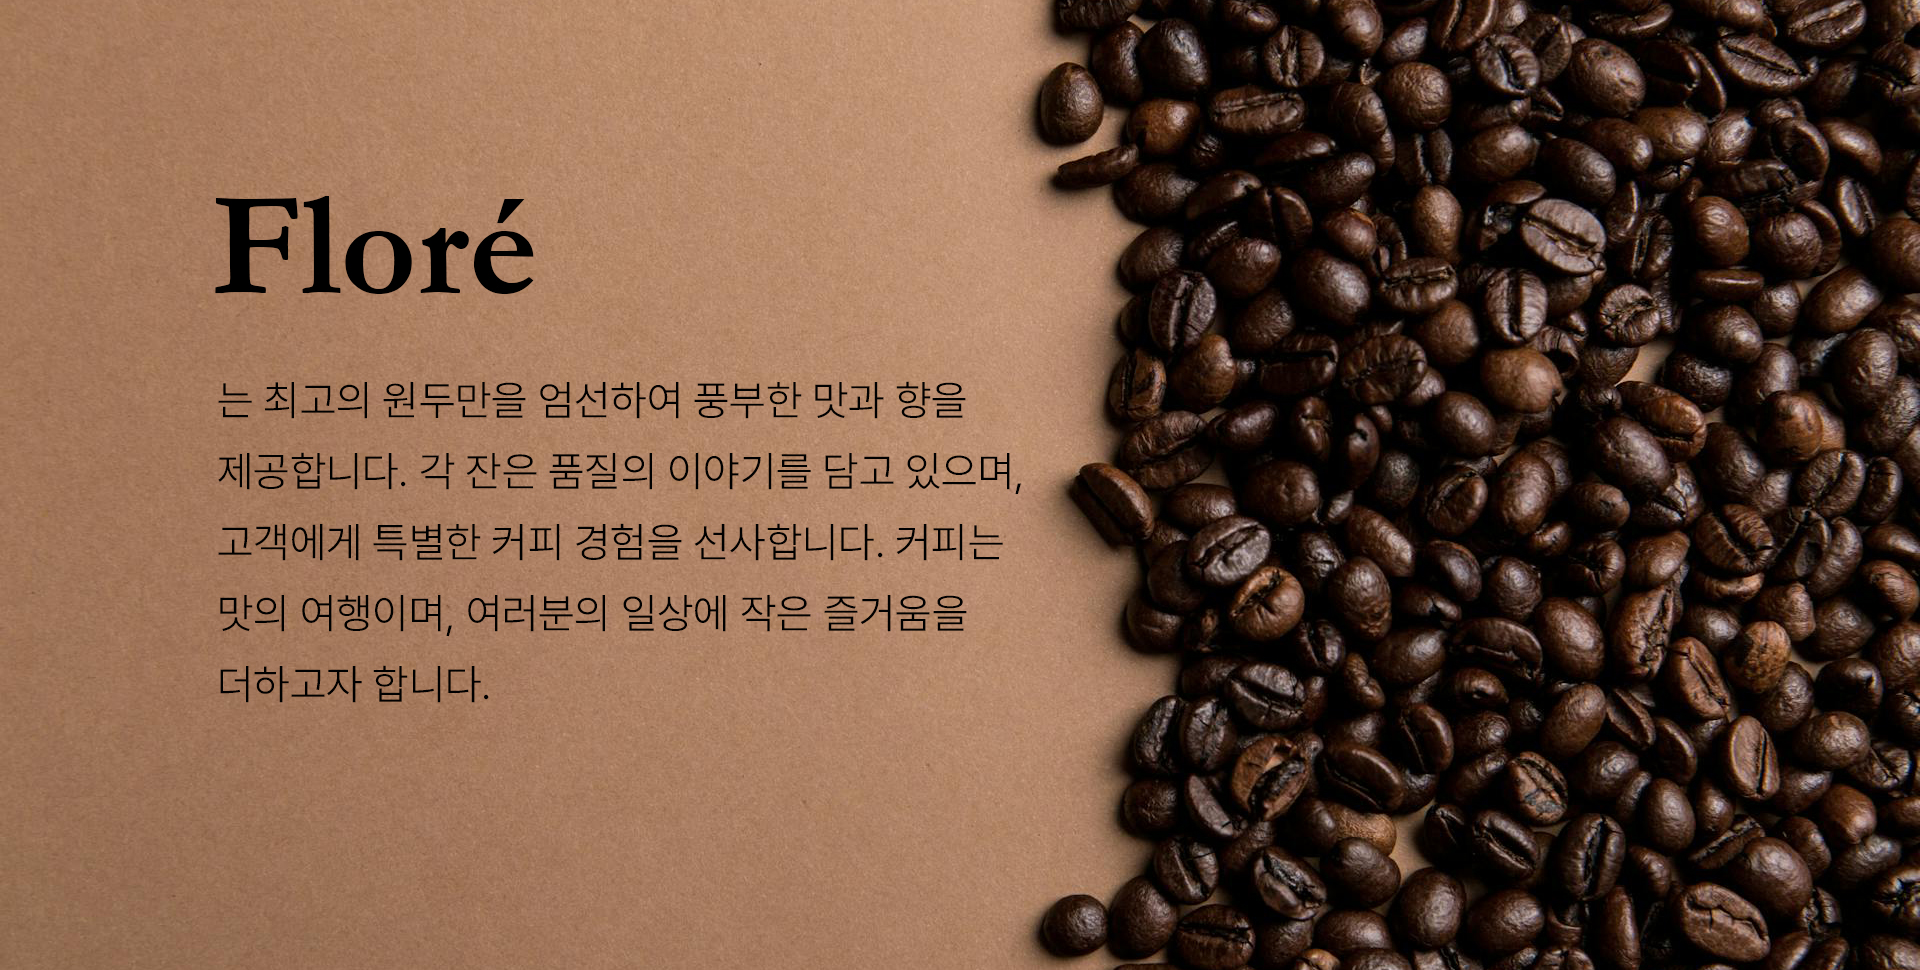 Floré
는 최고의 원두만을 엄선하여 풍부한 맛과 향을
제공합니다. 각 잔은 품질의 이야기를 담고 있으며,
고객에게 특별한 커피 경험을 선사합니다. 커피는
맛의 여행이며, 여러분의 일상에 작은 즐거움을
더하고자 합니다.